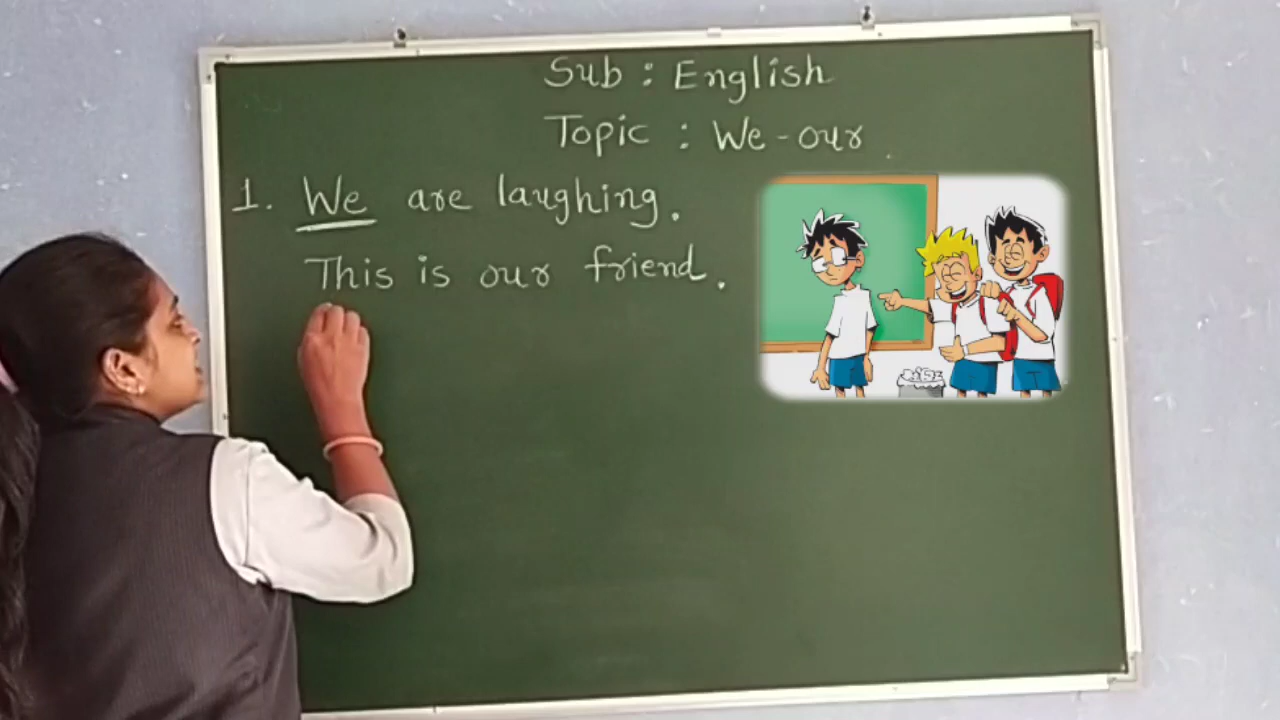 Sub : English
Topic : We - our
1. We are laughing.
This is our friend.